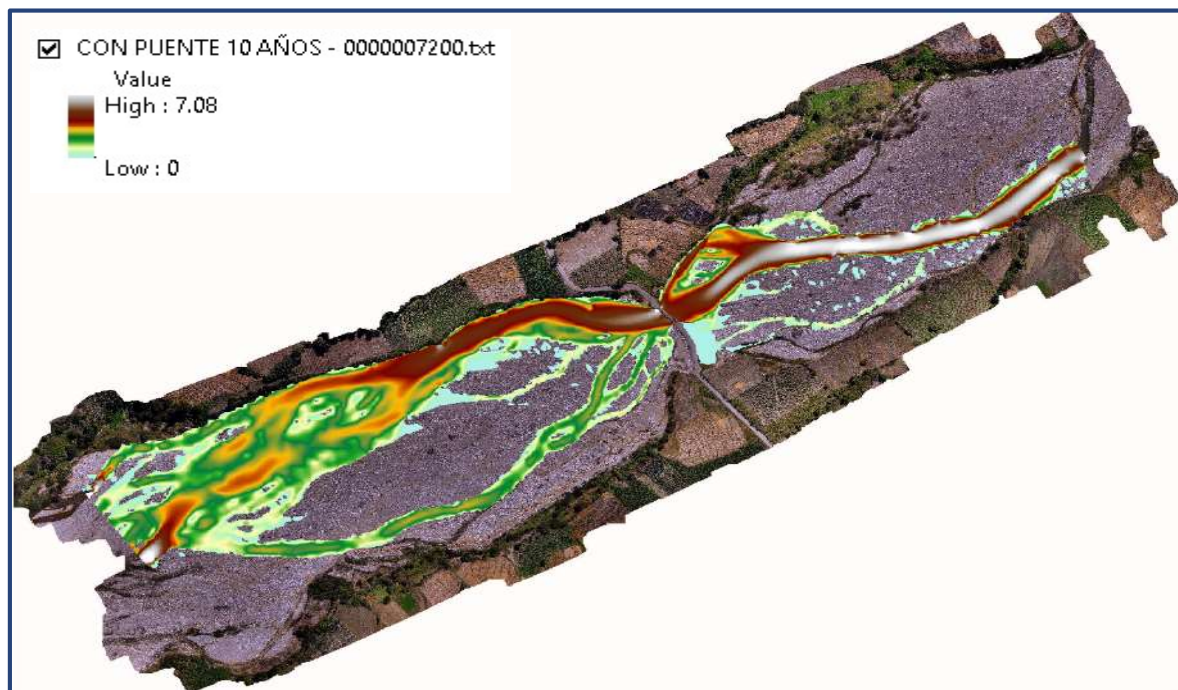 CON PUENTE 10 AÑOS - 0000007200.txt
Value
High : 7.08
Low : 0